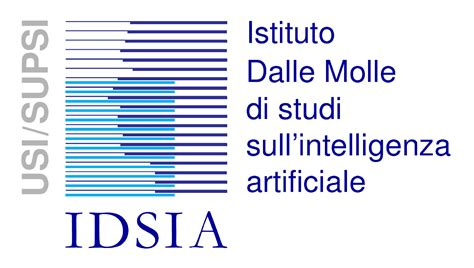 USI/SUPSI
IDSIA
Istituto
Dalle Molle
di studi
sull'intelligenza
artificiale